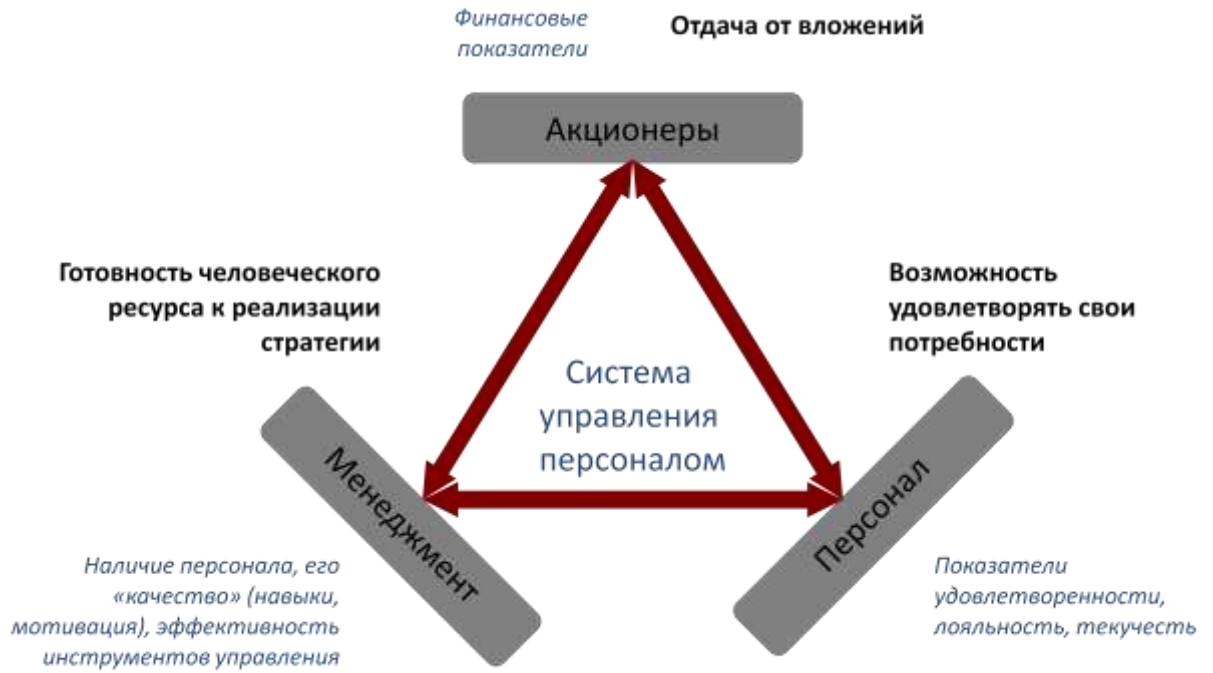 Финансовые
показатели
Отдача от вложений
Акционеры
Готовность человеческого
ресурса к реализации
стратегии
Возможность
удовлетворять свои
потребности
Система
управления
персоналом
Менеджмент
Персонал
Наличие персонала, его
«качество» (навыки,
мотивация), эффективность
инструментов управления
Показатели
удовлетворенности,
лояльность, текучесть